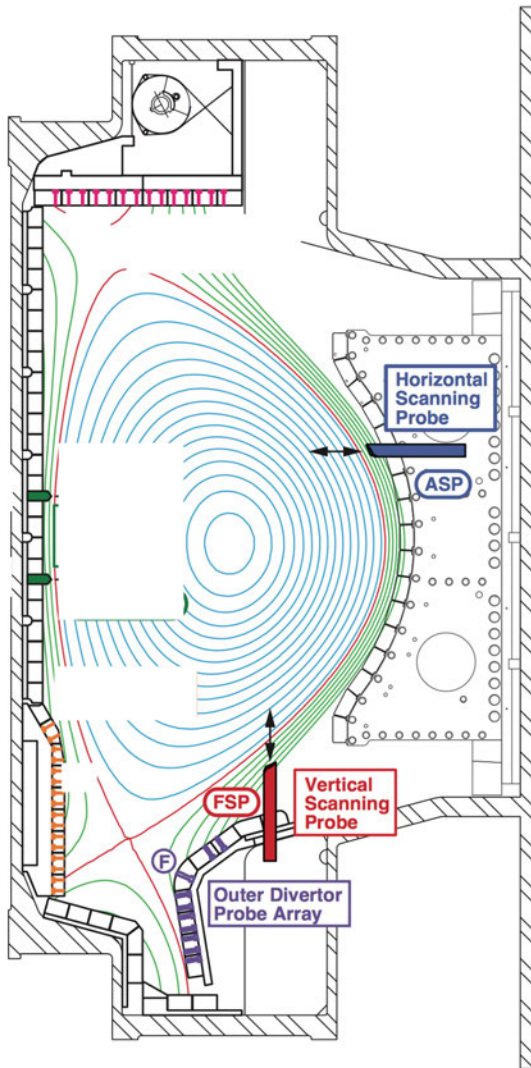 Horizontal
Scanning
Probe
ASP
FSP
Vertical
Scanning
Probe
F
Outer Divertor
Probe Array